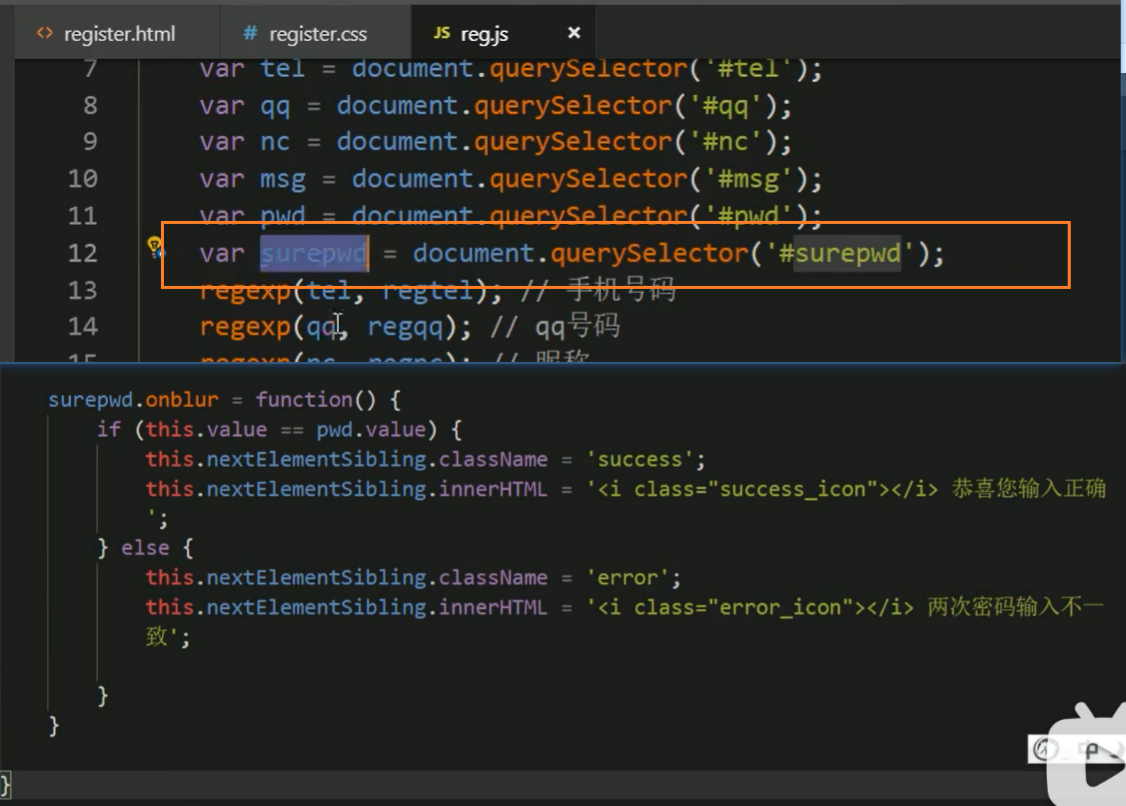 register.html
register.css
JS reg.js ×
7 var tel = document.querySelector('#tel');
8 var qq = document.querySelector('#qq');
9 var nc = document.querySelector('#nc');
10 var msg = document.querySelector('#msg');
11 var pwd = document.querySelector('#pwd');
12 var surepwd = document.querySelector('#surepwd');
13 regexp(tel, regtel); // 手机号码
14 regexp(qq, regqq); // qq号码
15 regexp(nc, regnc); // 昵称
surepwd.onblur = function() {
if (this.value == pwd.value) {
this.nextElementSibling.className = 'success';
this.nextElementSibling.innerHTML = '<i class="success_icon"></i> 恭喜您输入正确
';
} else {
this.nextElementSibling.className = 'error';
this.nextElementSibling.innerHTML = '<i class="error_icon"></i> 两次密码输入不一
致';
}
}
}